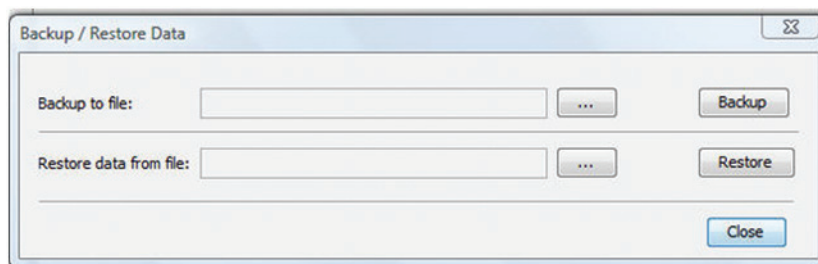 Backup / Restore Data
Backup to file: ... Backup
Restore data from file: ... Restore
Close